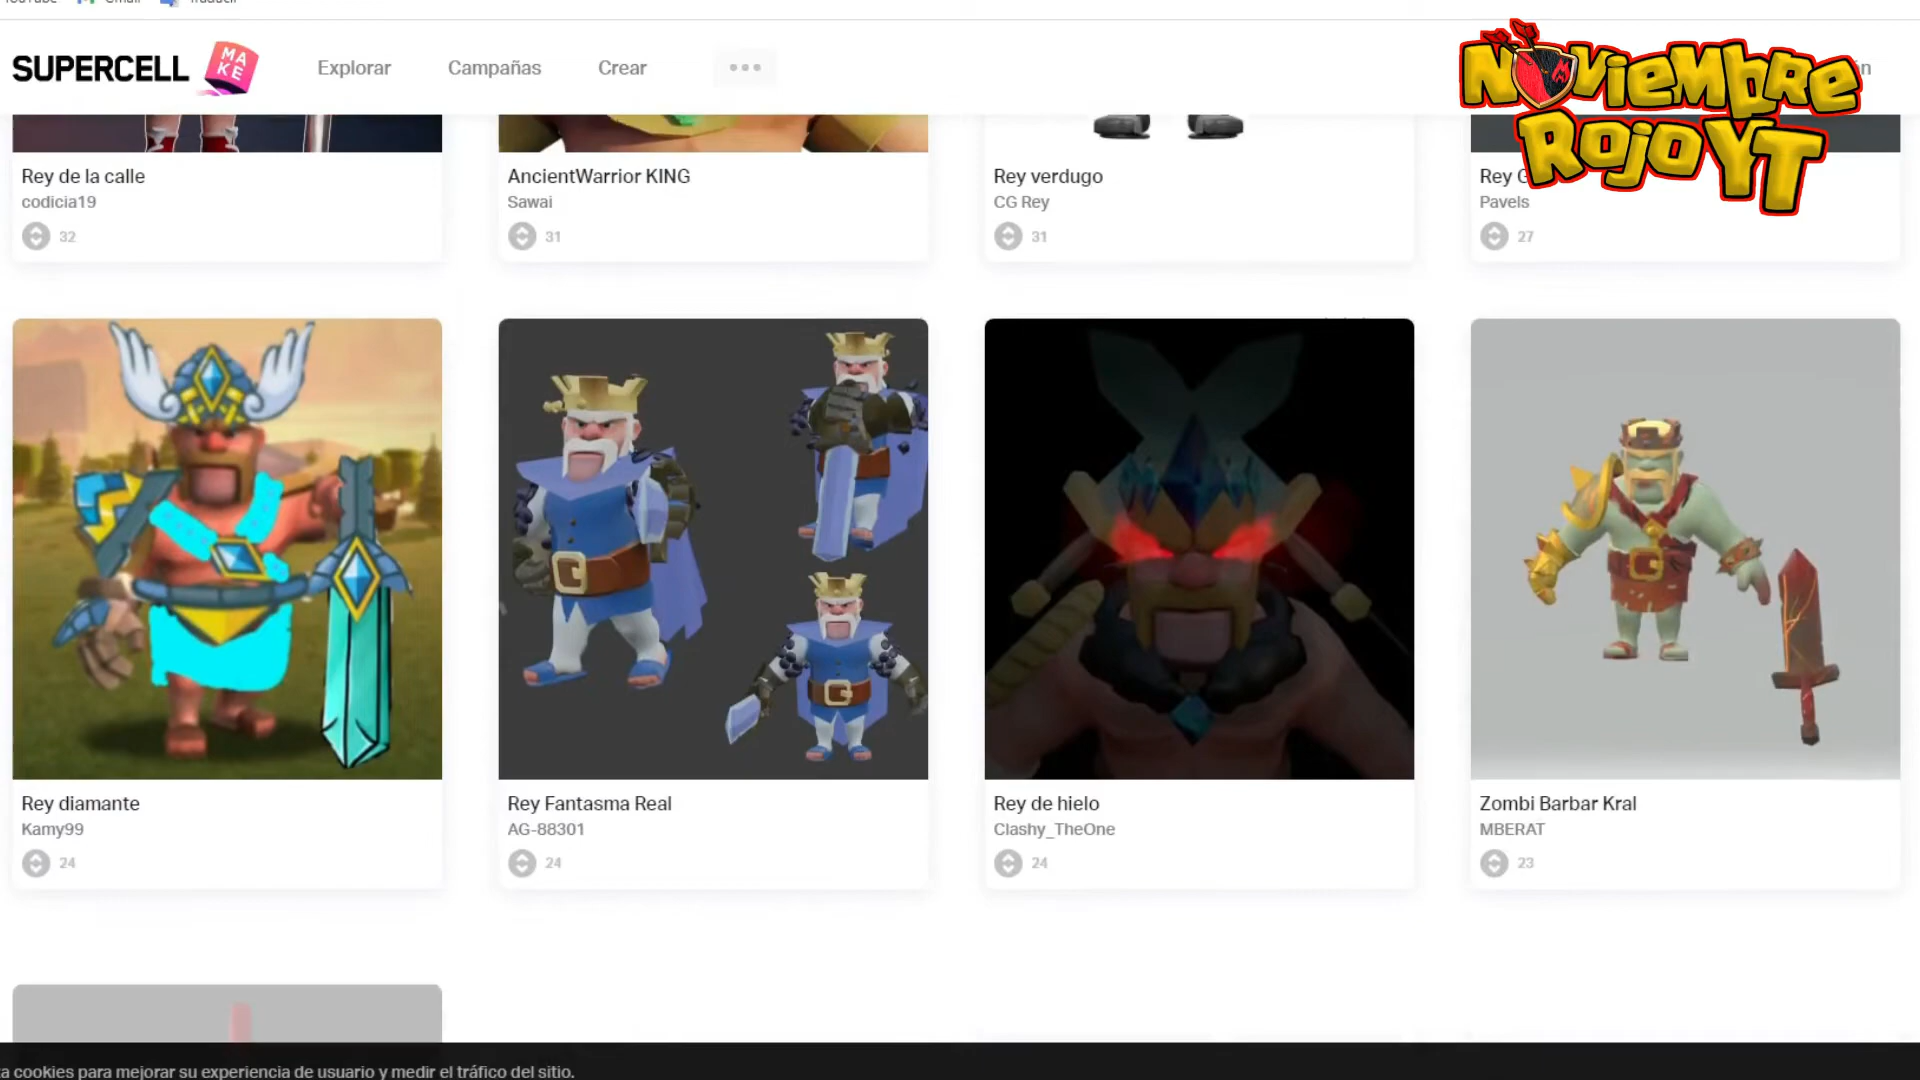 SUPERCELL
MA
KE
Explorar
Campañas
Crear
NOViEMBRE
ROJOYT
Rey de la calle
codicia19
32
AncientWarrior KING
Sawai
31
Rey verdugo
CG Rey
31
Rey
Pavels
27
Rey diamante
Kamy99
24
Rey Fantasma Real
AG-88301
24
Rey de hielo
Clashy_TheOne
24
Zombi Barbar Kral
MBERAT
23
cookies para mejorar su experiencia de usuario y medir el tráfico del sitio.